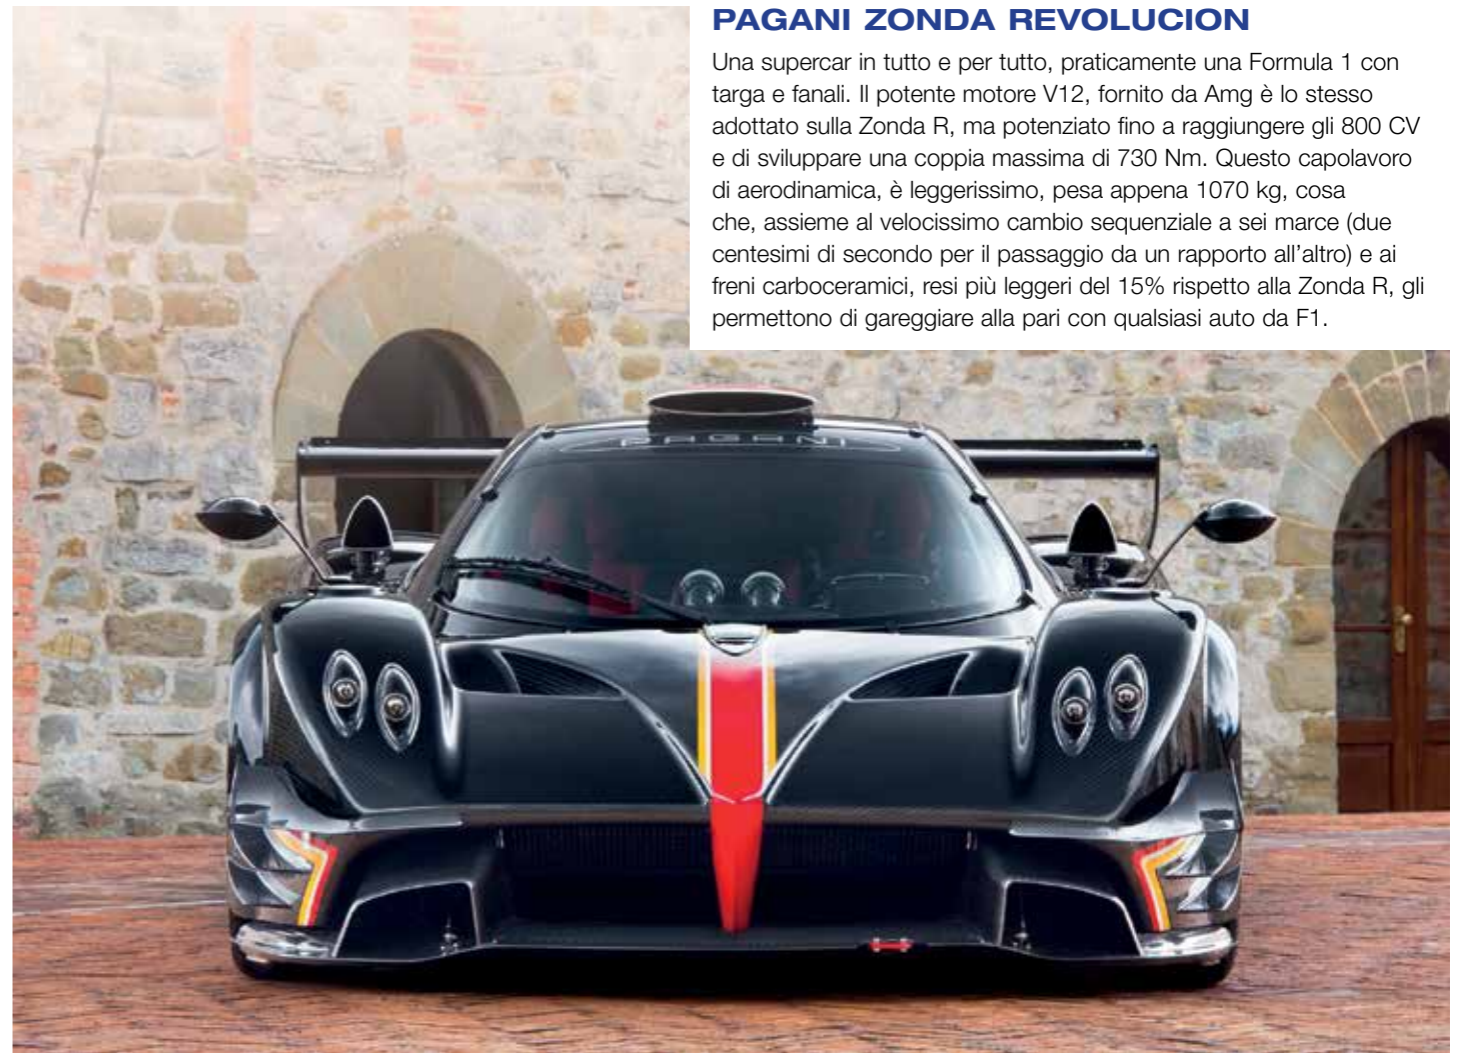 PAGANI ZONDA REVOLUCION
Una supercar in tutto e per tutto, praticamente una Formula 1 con
targa e fanali. Il potente motore V12, fornito da Amg è lo stesso
adottato sulla Zonda R, ma potenziato fino a raggiungere gli 800 CV
e di sviluppare una coppia massima di 730 Nm. Questo capolavoro
di aerodinamica, è leggerissimo, pesa appena 1070 kg, cosa
che, assieme al velocissimo cambio sequenziale a sei marce (due
centesimi di secondo per il passaggio da un rapporto all’altro) e ai
freni carboceramici, resi più leggeri del 15% rispetto alla Zonda R, gli
permettono di gareggiare alla pari con qualsiasi auto da F1.
PAGANI